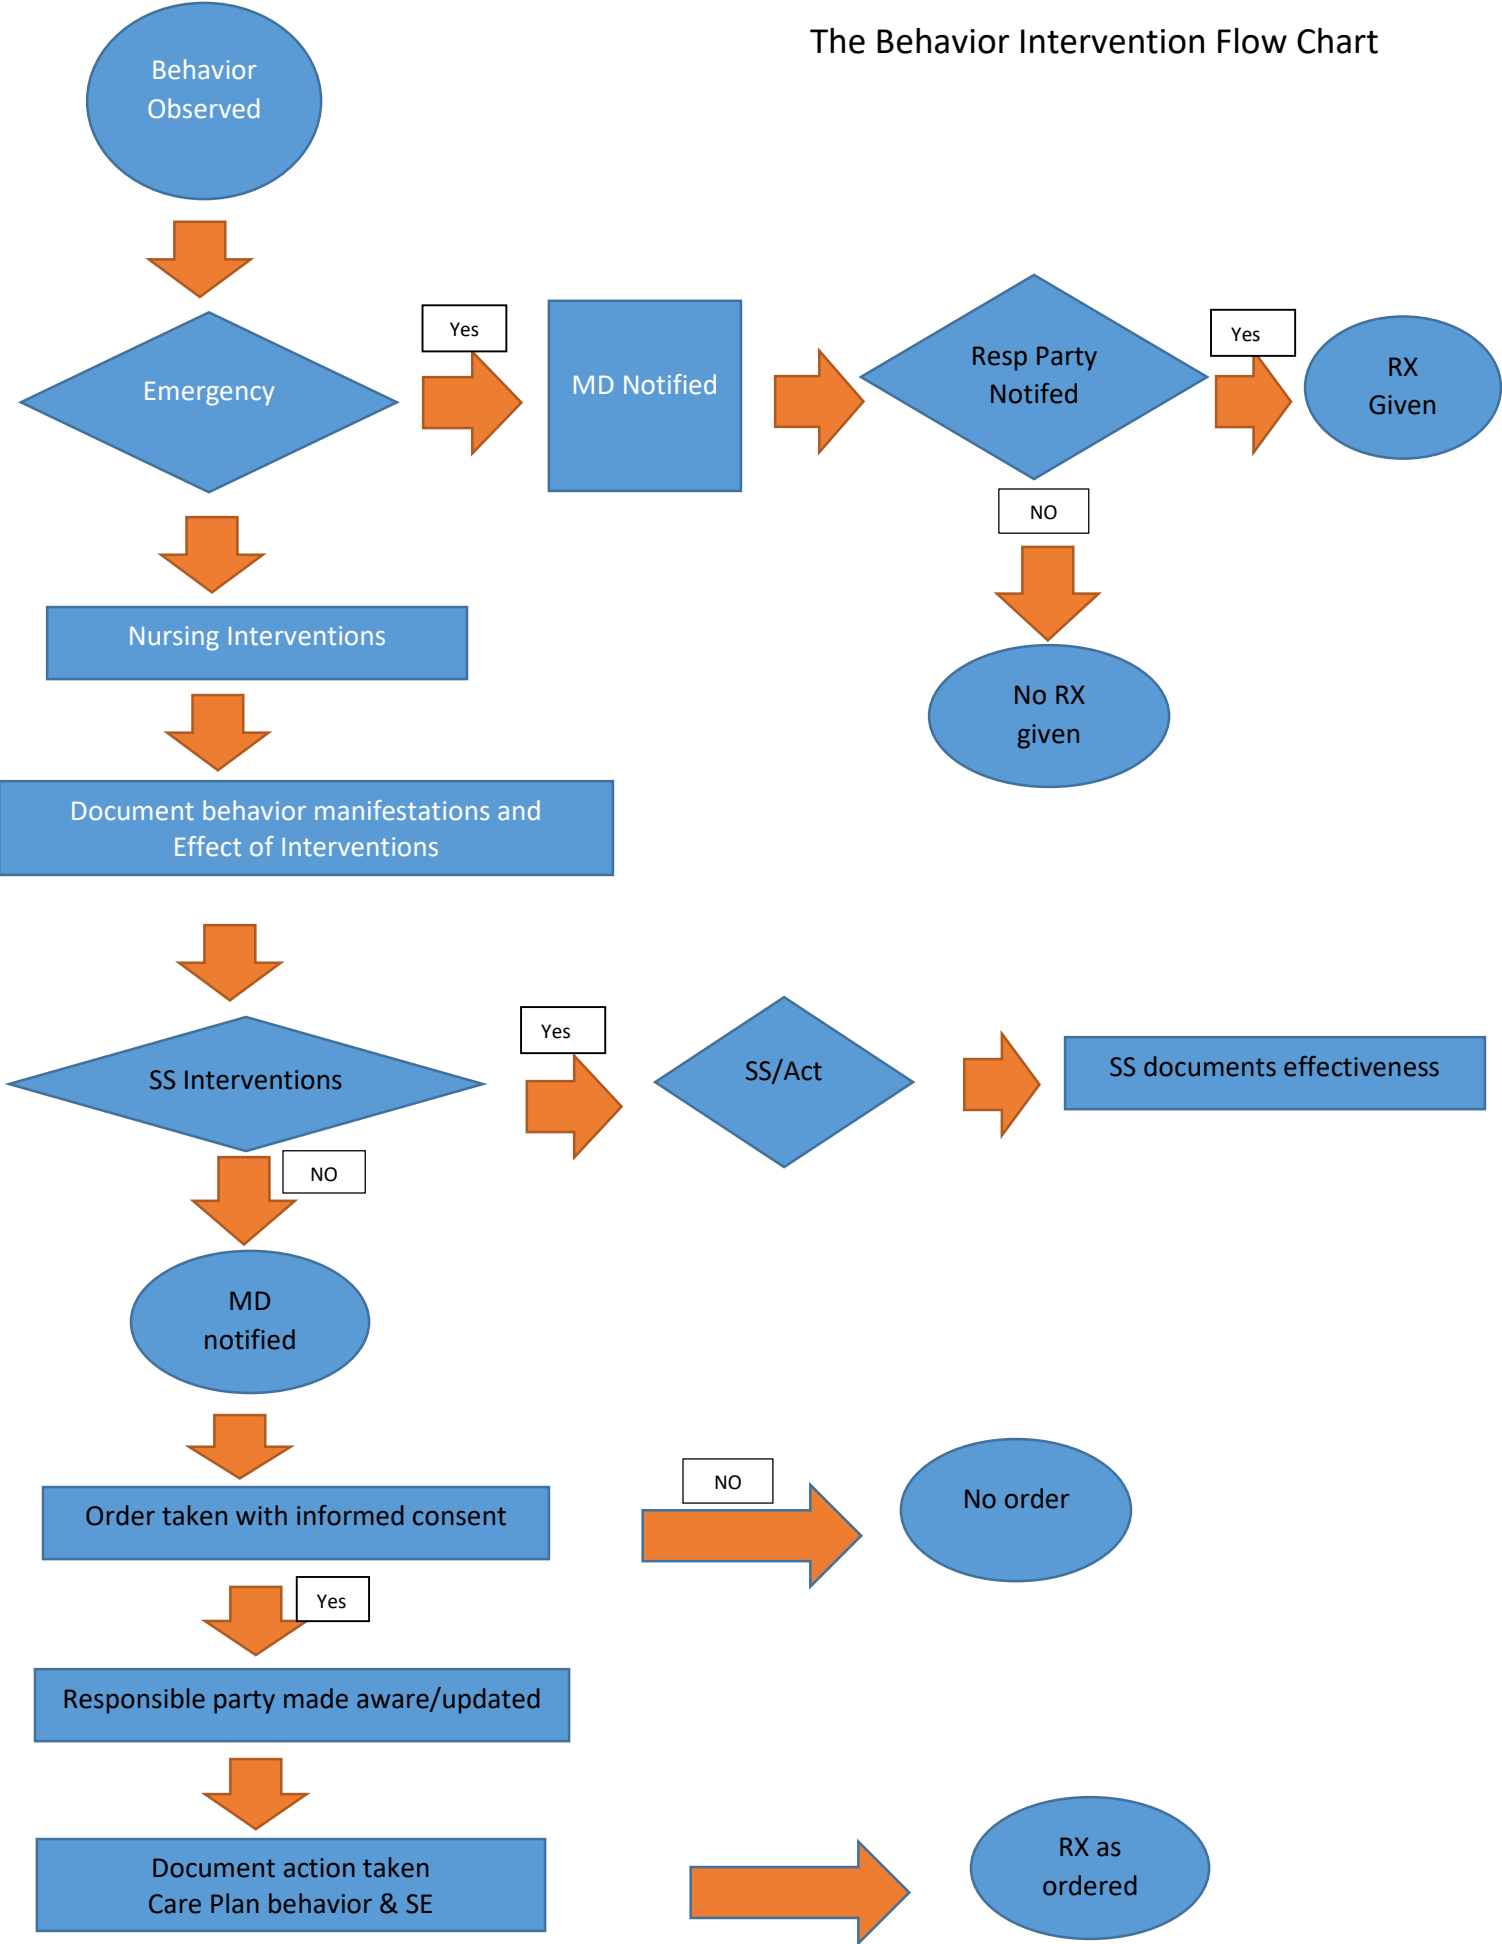 The Behavior Intervention Flow Chart
Behavior
Observed
Emergency
Yes
MD Notified
Resp Party
Notifed
Yes
RX
Given
NO
No RX
given
Nursing Interventions
Document behavior manifestations and
Effect of Interventions
SS Interventions
Yes
SS/Act
SS documents effectiveness
NO
MD
notified
Order taken with informed consent
NO
No order
Yes
Responsible party made aware/updated
Document action taken
Care Plan behavior & SE
RX as
ordered